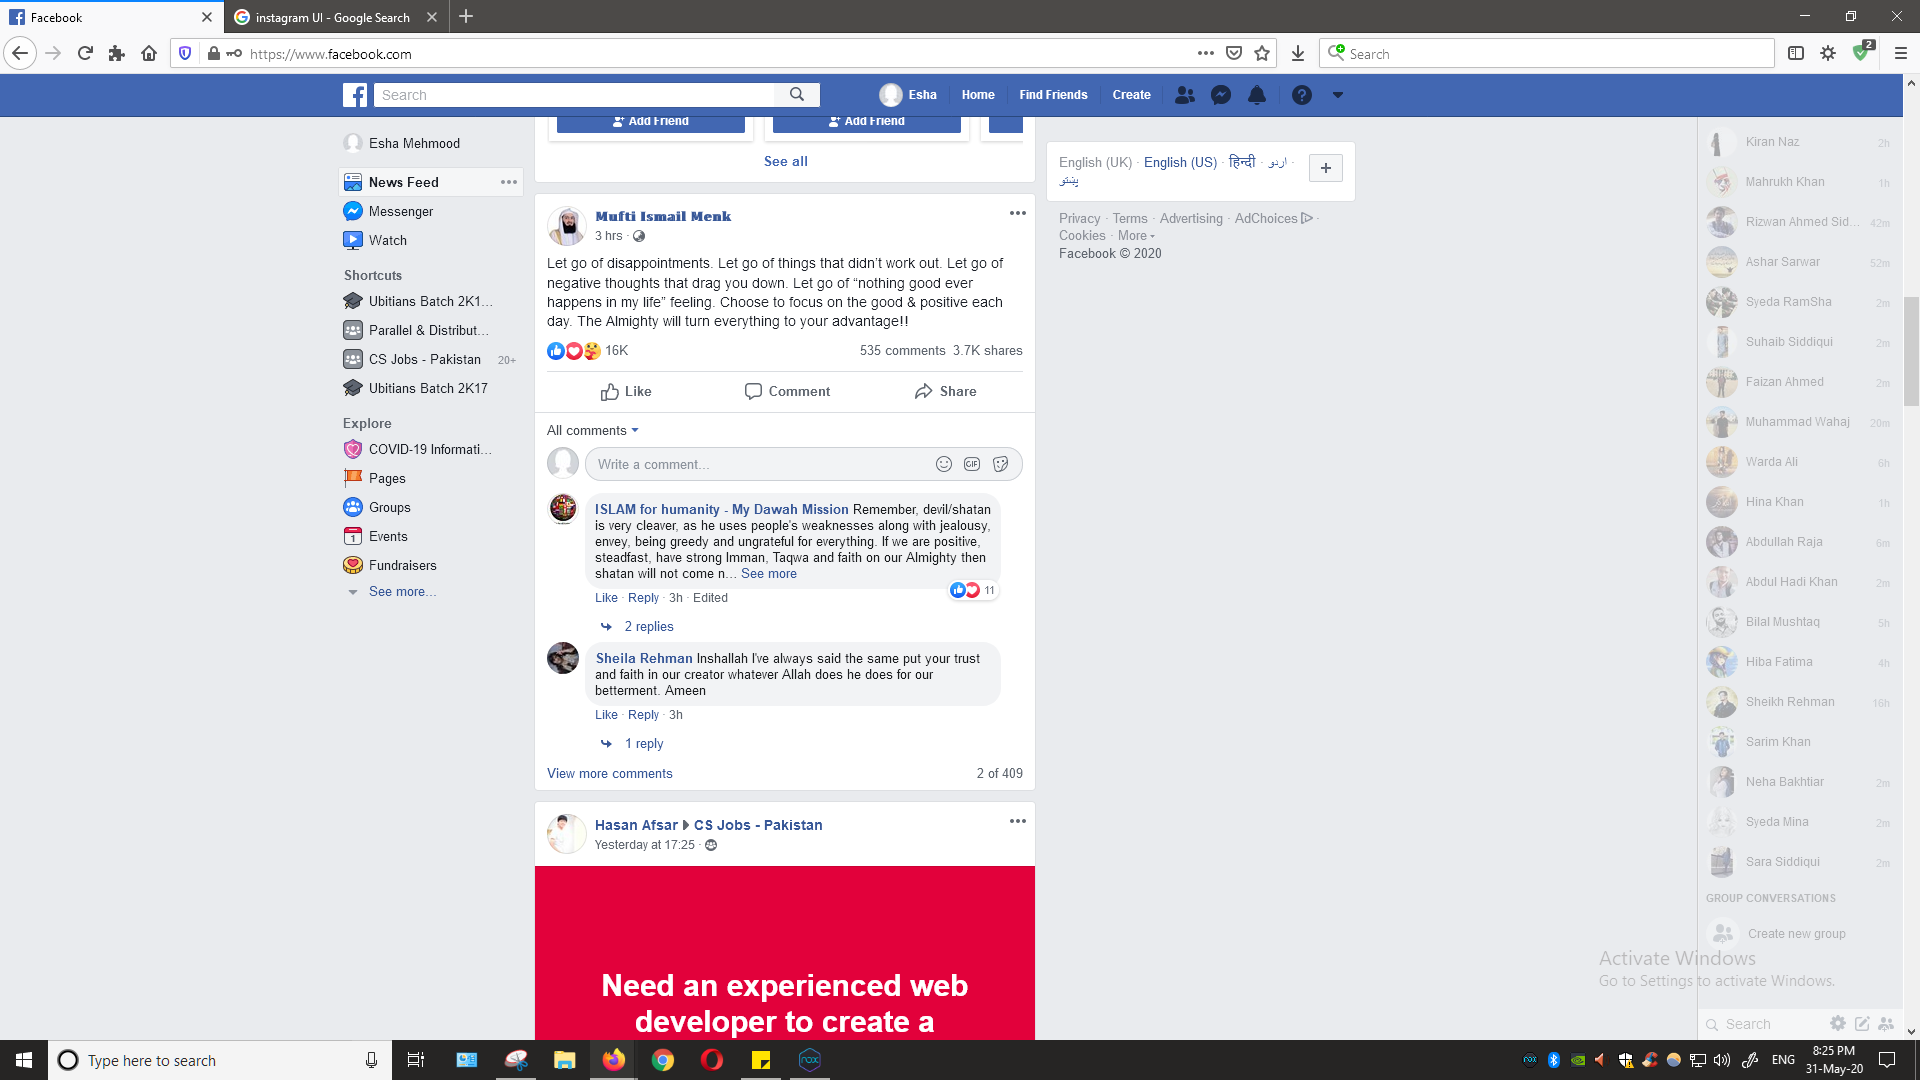 Facebook
instagram UI - Google Search
https://www.facebook.com
Search
2
Search
Esha
Home
Find Friends
Create
Esha Mehmood
News Feed
Messenger
Watch
Shortcuts
Ubitians Batch 2K1...
Parallel & Distribut...
CS Jobs - Pakistan 20+
Ubitians Batch 2K17
Explore
COVID-19 Informati...
Pages
Groups
Events
Fundraisers
See more...
Add Friend
Add Friend
See all
Mufti Ismail Menk
3 hrs ·
Let go of disappointments. Let go of things that didn't work out. Let go of
negative thoughts that drag you down. Let go of “nothing good ever
happens in my life” feeling. Choose to focus on the good & positive each
day. The Almighty will turn everything to your advantage!!
16K
535 comments 3.7K shares
Like
Comment
Share
All comments
Write a comment...
GIF
ISLAM for humanity - My Dawah Mission Remember, devil/shatan
is very cleaver, as he uses people's weaknesses along with jealousy,
envey, being greedy and ungrateful for everything. If we are positive,
steadfast, have strong Imman, Taqwa and faith on our Almighty then
shatan will not come n... See more
11
Like · Reply · 3h · Edited
2 replies
Sheila Rehman Inshallah I've always said the same put your trust
and faith in our creator whatever Allah does he does for our
betterment. Ameen
Like · Reply · 3h
1 reply
View more comments
2 of 409
Hasan Afsar CS Jobs - Pakistan
Yesterday at 17:25 ·
Need an experienced web
developer to create a
English (UK) · English (US) · हिन्दी · اردو ·
پښتو
Privacy · Terms · Advertising · AdChoices ·
Cookies · More
Facebook © 2020
Kiran Naz 2h
Mahrukh Khan 1h
Rizwan Ahmed Sid... 42m
Ashar Sarwar 52m
Syeda RamSha 2m
Suhaib Siddiqui 2m
Faizan Ahmed 2m
Muhammad Wahaj 20m
Warda Ali 6h
Hina Khan 1h
Abdullah Raja 6m
Abdul Hadi Khan 2m
Bilal Mushtaq 5h
Hiba Fatima 4h
Sheikh Rehman 16h
Sarim Khan
Neha Bakhtiar 2m
Syeda Mina 2m
Sara Siddiqui 2m
GROUP CONVERSATIONS
Create new group
Activate Windows
Go to Settings to activate Windows.
Search
Type here to search
ENG
8:25 PM
31-May-20